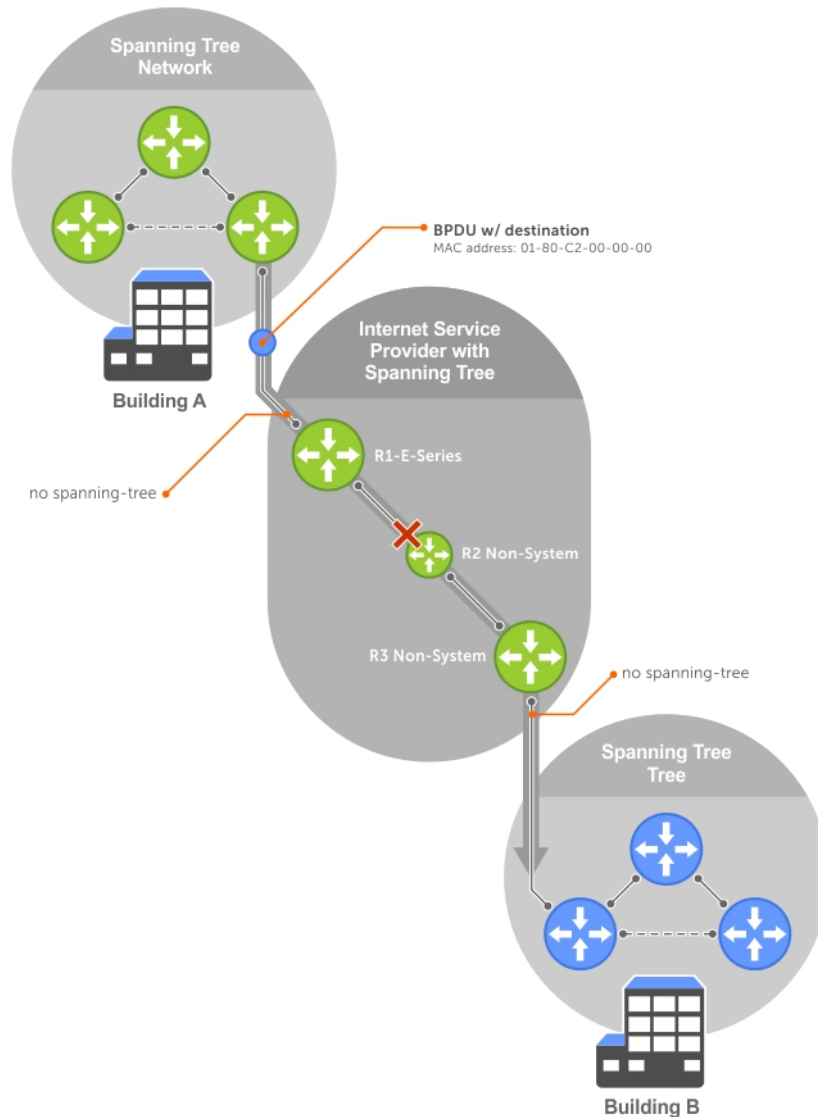 Spanning Tree
Network
BPDU w/ destination
MAC address: 01-80-C2-00-00-00
Internet Service
Provider with
Spanning Tree
Building A
R1-E-Series
no spanning-tree
R2 Non-System
R3 Non-System
no spanning-tree
Spanning Tree
Tree
Building B